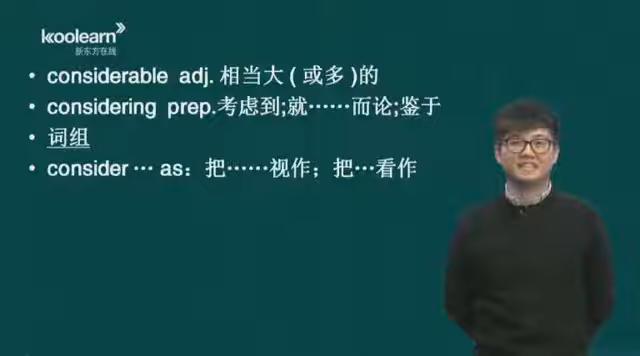 koolearn
新东方在线
• considerable adj. 相当大 ( 或多 )的
• considering prep.考虑到;就……而论;鉴于
• 词组
• consider … as：把……视作；把…看作